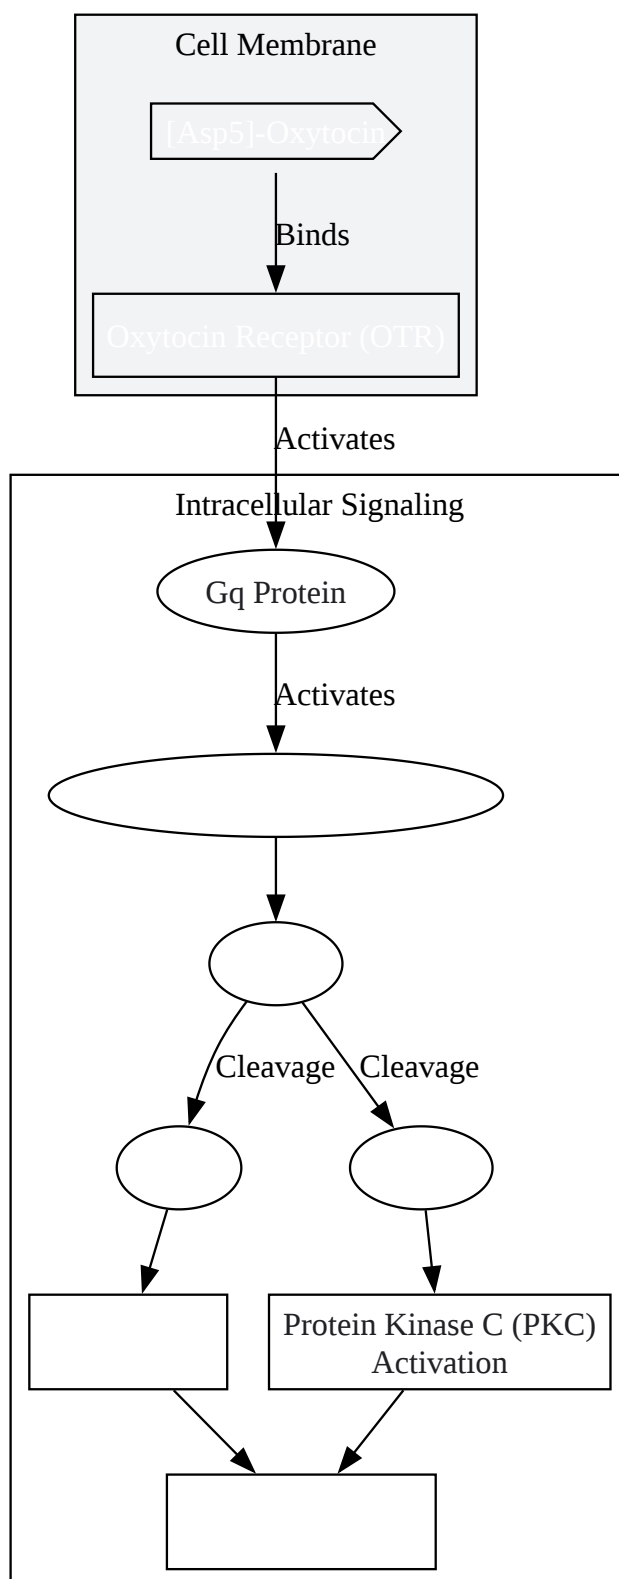 Cell Membrane
[Asp5]-Oxytocin
Binds
Oxytocin Receptor (OTR)
Activates
Intracellular Signaling
Gq Protein
Activates
Cleavage
Cleavage
Protein Kinase C (PKC)
Activation